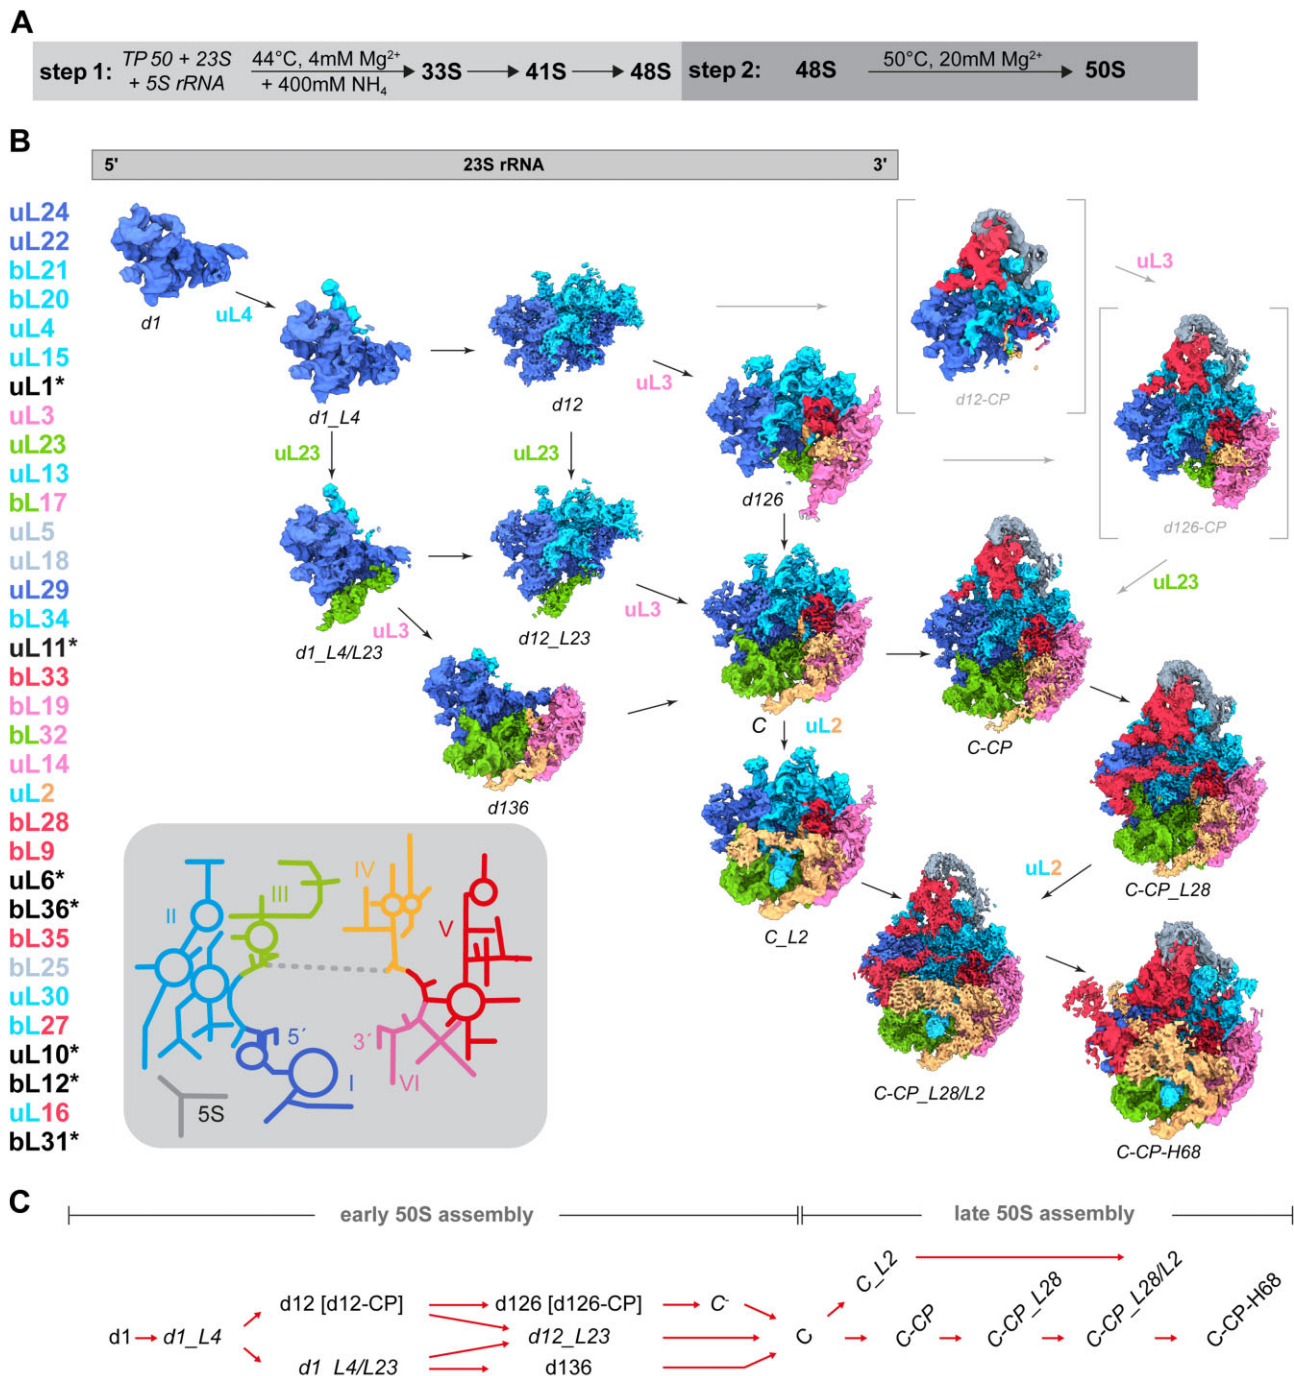 A
step 1:
TP 50 + 23S
+ 5S rRNA
44°C, 4mM Mg²⁺
+ 400mM NH₄
33S
41S
48S
step 2:
48S
50°C, 20mM Mg²⁺
50S
B
5'
23S rRNA
3'
uL24
uL22
bL21
bL20
uL4
uL15
uL1*
uL3
uL23
uL13
bL17
uL5
uL18
uL29
bL34
uL11*
bL33
bL19
bL32
uL14
uL2
bL28
bL9
uL6*
bL36*
bL35
bL25
uL30
bL27
uL10*
bL12*
uL16
bL31*
d1
uL4
d1_L4
d12
uL3
d12-CP
uL3
uL23
uL23
d126
d126-CP
uL23
d1_L4/L23
uL3
d12_L23
uL3
d136
C
uL2
C-CP
C_L2
uL2
C-CP_L28
C-CP_L28/L2
C-CP-H68
II
III
IV
V
5´
3´
VI
I
5S
C
early 50S assembly
late 50S assembly
d1
d1_L4
d12 [d12-CP]
d126 [d126-CP]
C-
d12_L23
d1_L4/L23
d136
C
C_L2
C-CP
C-CP_L28
C-CP_L28/L2
C-CP-H68